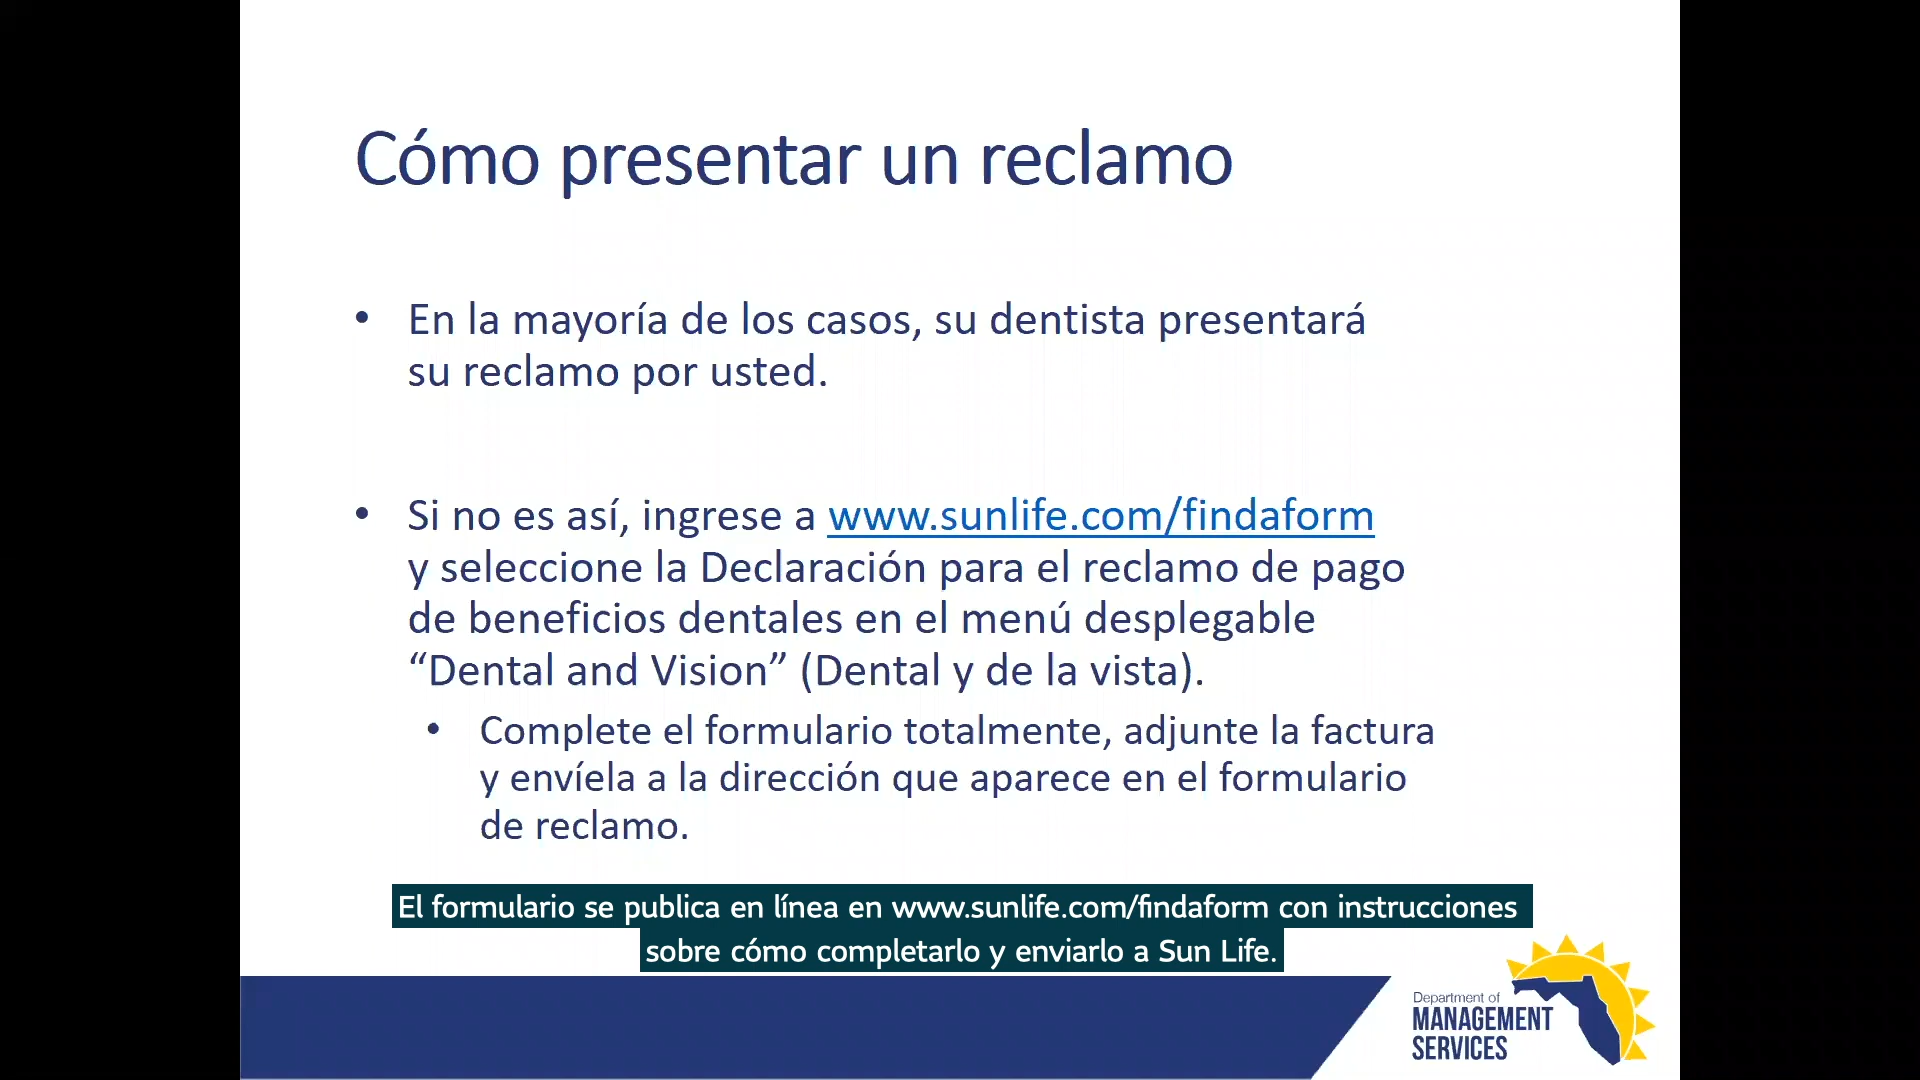 Cómo presentar un reclamo
• En la mayoría de los casos, su dentista presentará
su reclamo por usted.
• Si no es así, ingrese a www.sunlife.com/findaform
y seleccione la Declaración para el reclamo de pago
de beneficios dentales en el menú desplegable
“Dental and Vision” (Dental y de la vista).
• Complete el formulario totalmente, adjunte la factura
y envíela a la dirección que aparece en el formulario
de reclamo.
El formulario se publica en línea en www.sunlife.com/findaform con instrucciones
sobre cómo completarlo y enviarlo a Sun Life.
Department of
MANAGEMENT
SERVICES